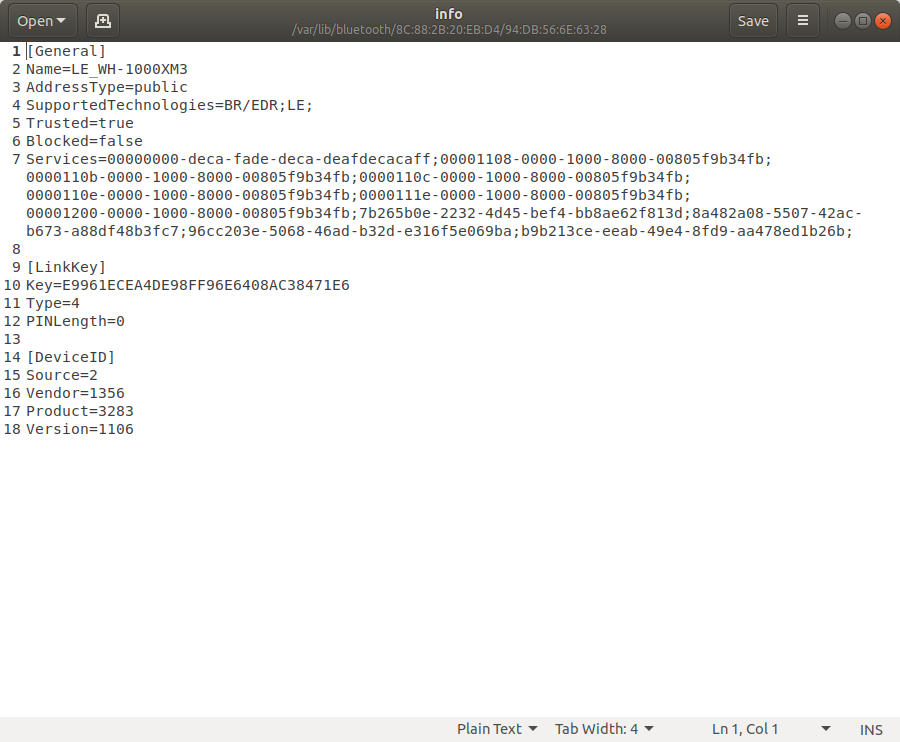 Open
info
/var/lib/bluetooth/8C:88:2B:20:EB:D4/94:DB:56:6E:63:28
Save
1 [General]
2 Name=LE_WH-1000XM3
3 AddressType=public
4 SupportedTechnologies=BR/EDR;LE;
5 Trusted=true
6 Blocked=false
7 Services=00000000-deca-fade-deca-deafdecacaff;00001108-0000-1000-8000-00805f9b34fb;
0000110b-0000-1000-8000-00805f9b34fb;0000110c-0000-1000-8000-00805f9b34fb;
0000110e-0000-1000-8000-00805f9b34fb;0000111e-0000-1000-8000-00805f9b34fb;
00001200-0000-1000-8000-00805f9b34fb;7b265b0e-2232-4d45-bef4-bb8ae62f813d;8a482a08-5507-42ac-
b673-a88df48b3fc7;96cc203e-5068-46ad-b32d-e316f5e069ba;b9b213ce-eeab-49e4-8fd9-aa478ed1b26b;
8
9 [LinkKey]
10 Key=E9961ECEA4DE98FF96E6408AC38471E6
11 Type=4
12 PINLength=0
13
14 [DeviceID]
15 Source=2
16 Vendor=1356
17 Product=3283
18 Version=1106
Plain Text
Tab Width: 4
Ln 1, Col 1
INS